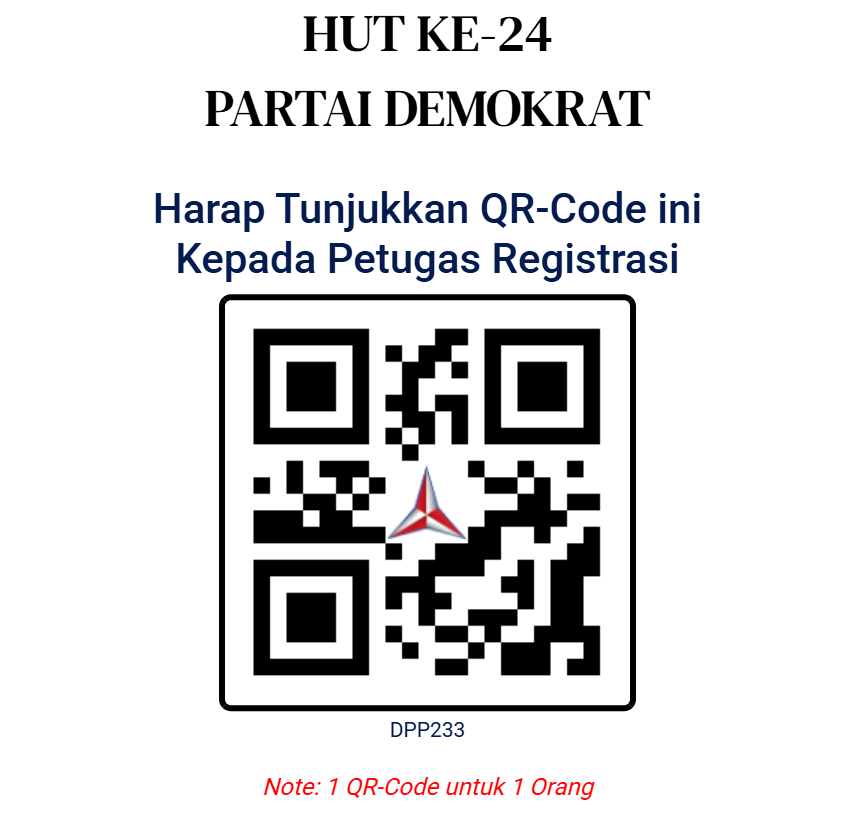 HUT KE-24
PARTAI DEMOKRAT
Harap Tunjukkan QR-Code ini
Kepada Petugas Registrasi
DPP233
Note: 1 QR-Code untuk 1 Orang